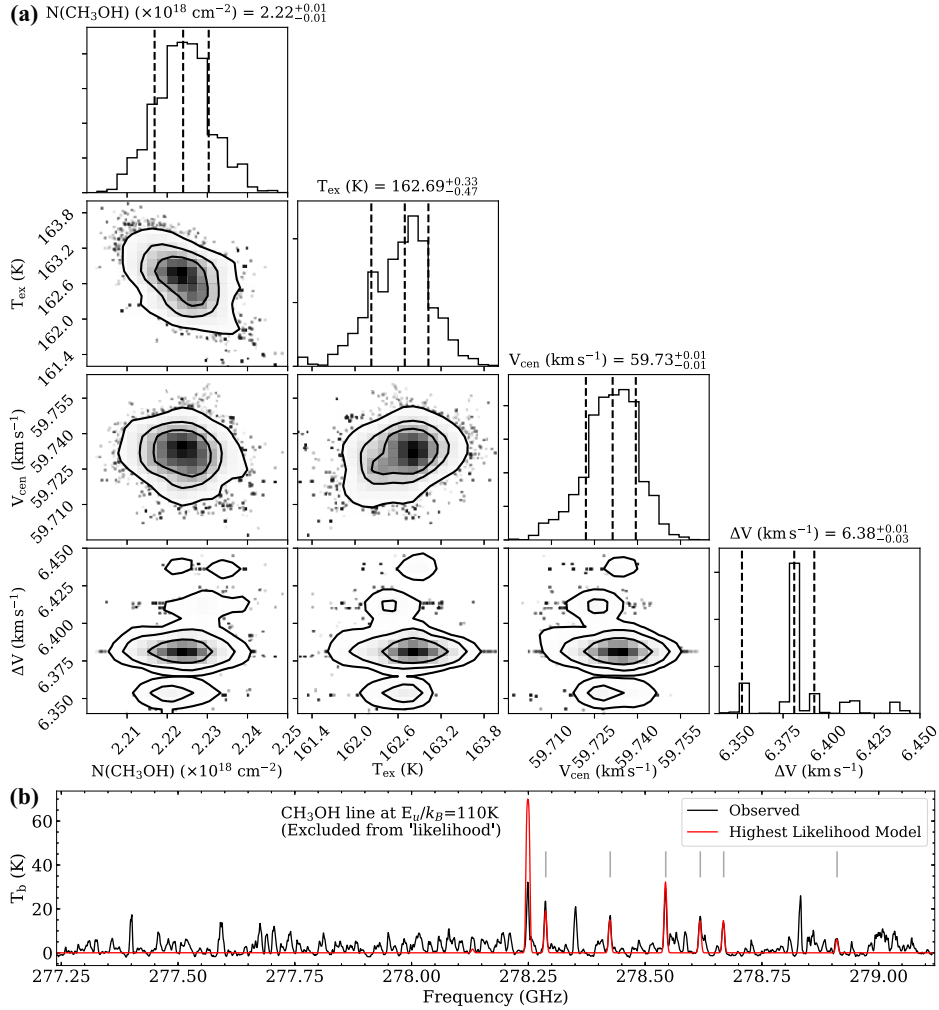 (a)
N(CH₃OH) (×10¹⁸ cm⁻²) = 2.22⁺⁰·⁰¹₋₀.₀₁
T_ex (K) = 162.69⁺⁰·³³₋₀.₄₇
163.8
163.2
162.6
162.0
161.4
T_ex (K)
V_cen (km s⁻¹) = 59.73⁺⁰·⁰¹₋₀.₀₁
59.755
59.740
59.725
59.710
V_cen (km s⁻¹)
ΔV (km s⁻¹) = 6.38⁺⁰·⁰¹₋₀.₀₃
6.450
6.425
6.400
6.375
6.350
ΔV (km s⁻¹)
2.21 2.22 2.23 2.24 2.25
161.4 162.0 162.6 163.2 163.8
59.710 59.725 59.740 59.755
6.350 6.375 6.400 6.425 6.450
N(CH₃OH) (×10¹⁸ cm⁻²)
T_ex (K)
V_cen (km s⁻¹)
ΔV (km s⁻¹)
(b)
CH₃OH line at E_u/k_B=110K
(Excluded from 'likelihood')
Observed
Highest Likelihood Model
60
40
20
0
T_b (K)
277.25 277.50 277.75 278.00 278.25 278.50 278.75 279.00
Frequency (GHz)